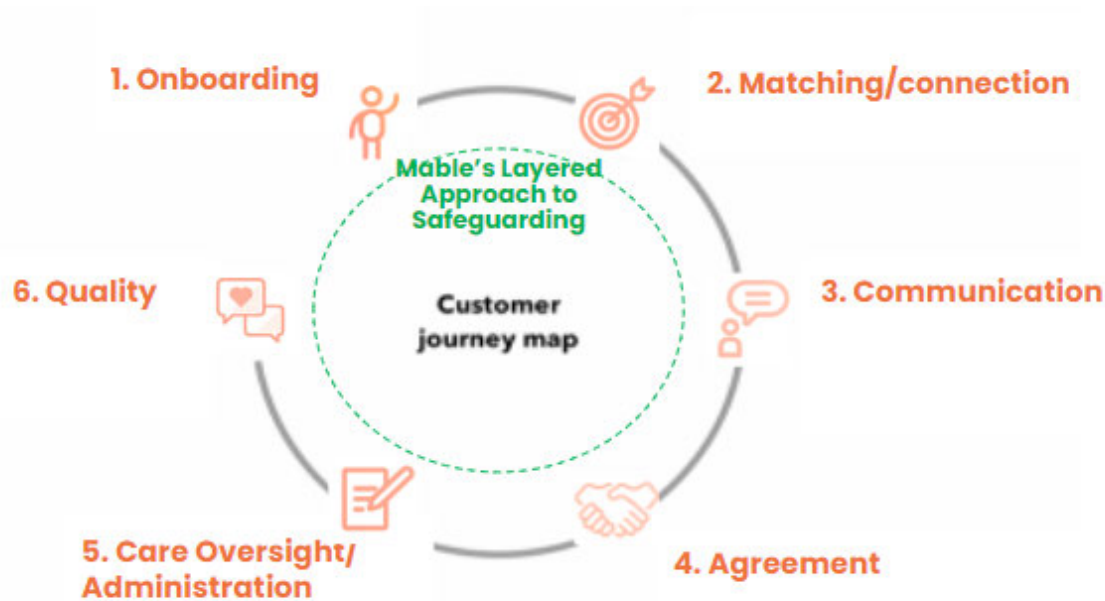 1. Onboarding
2. Matching/connection
Mable's Layered
Approach to
Safeguarding
6. Quality
Customer
journey map
3. Communication
5. Care Oversight/
Administration
4. Agreement